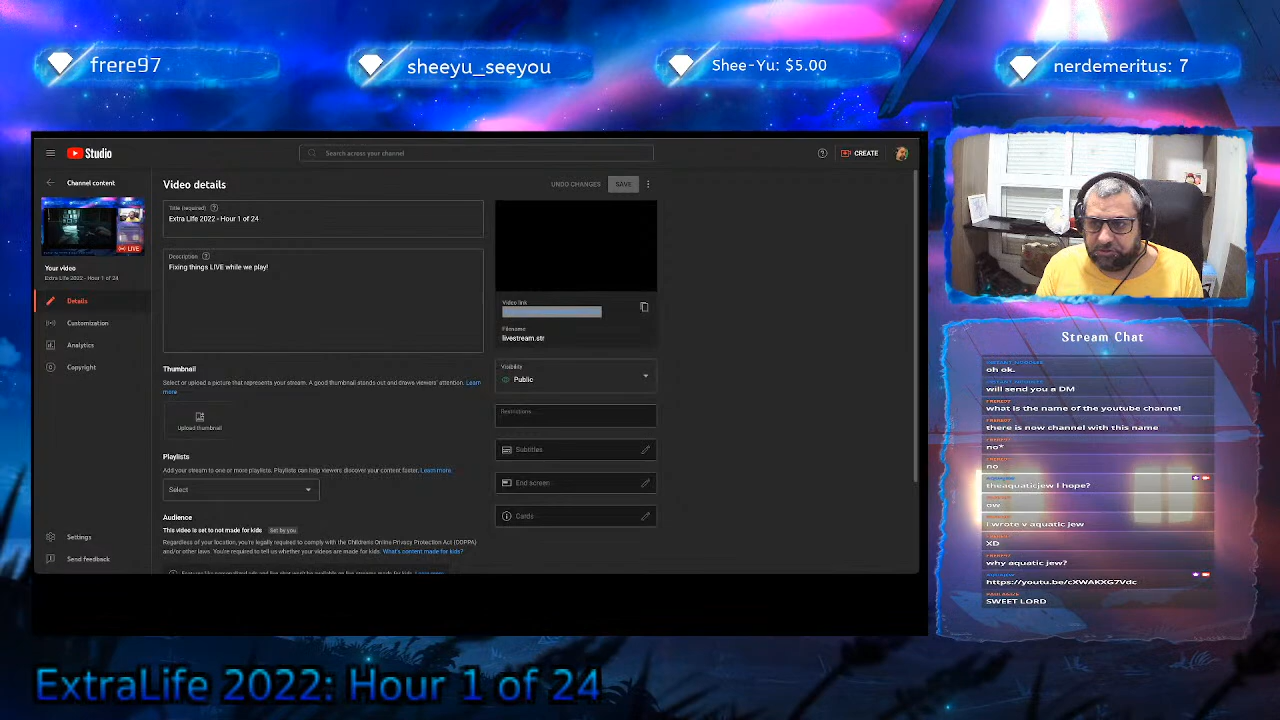 frere97
sheeyu_seeyou
Shee-Yu: $5.00
nerdemeritus: 7
Studio
Search across your channel
CREATE
Channel content
Video details
UNDO CHANGES
SAVE
Title (required)
Extra Life 2022 - Hour 1 of 24
LIVE
Your video
Extra Life 2022 - Hour 1 of 24
Description
Fixing things LIVE while we play!
Details
Customization
Analytics
Copyright
Settings
Send feedback
Thumbnail
Select or upload a picture that represents your stream. A good thumbnail stands out and draws viewers' attention. Learn
more
Upload thumbnail
Playlists
Add your stream to one or more playlists. Playlists can help viewers discover your content faster. Learn more.
Select
Audience
This video is set to not made for kids Set by you
Regardless of your location, you're legally required to comply with the Children's Online Privacy Protection Act (COPPA)
and/or other laws. You're required to tell us whether your videos are made for kids. What's content made for kids?
Video link
Filename
livestream.str
Visibility
Public
Restrictions
Subtitles
End screen
Cards
Stream Chat
oh ok.
will send you a DM
what is the name of the youtube channel
there is now channel with this name
FRERE97
no*
FRERE97
no
theaquaticjew I hope?
ow
I wrote v aquatic jew
XD
FRERE97
why aquatic jew?
https://youtu.be/cXWAKXG7Vdc
SWEET LORD
ExtraLife 2022: Hour 1 of 24